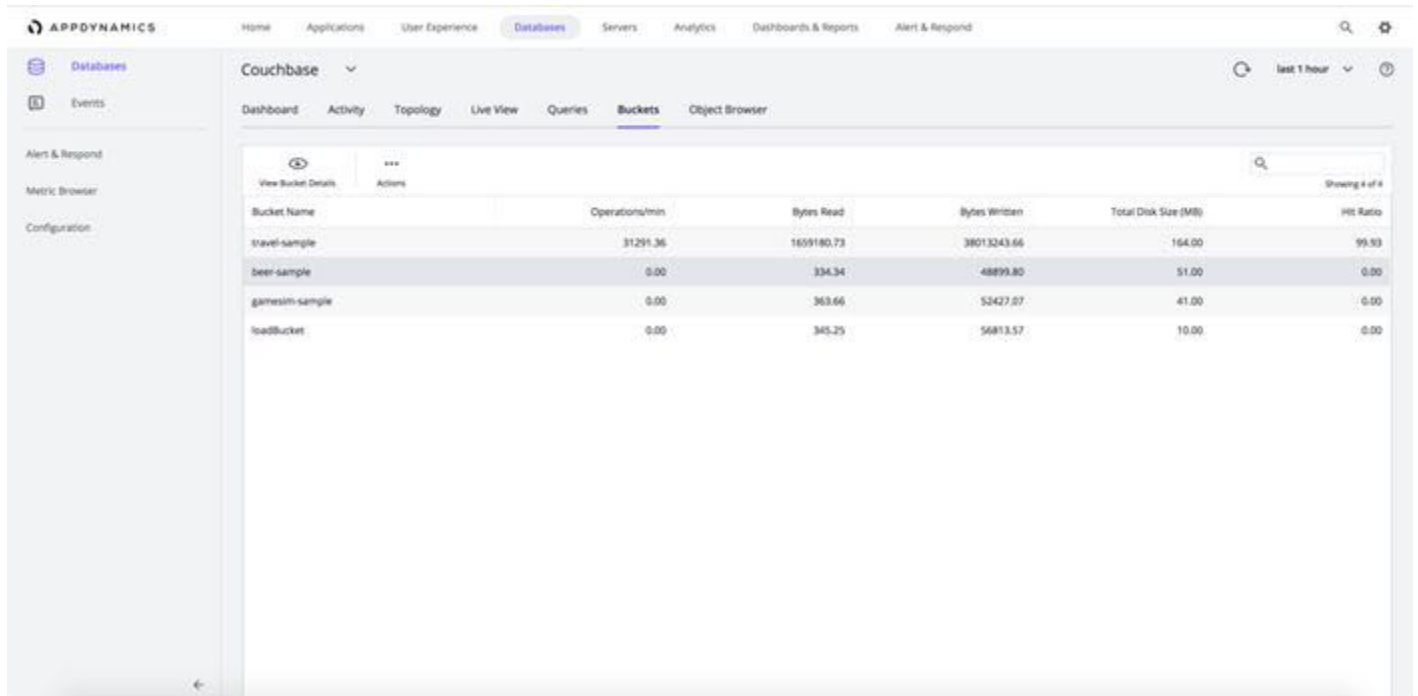 APPDYNAMICS Home Applications User Experience Databases Servers Analytics Dashboards & Reports Alert & Respond
Databases
Events
Alert & Respond
Metric Browser
Configuration
Couchbase last 1 hour
Dashboard Activity Topology Live View Queries Buckets Object Browser
View Bucket Details Actions
Showing 4 of 4
Bucket Name Operations/min Bytes Read Bytes Written Total Disk Size (MB) Hit Ratio
travel-sample 31291.36 1659180.73 38013243.66 164.00 99.93
beer-sample 0.00 334.34 48899.80 51.00 0.00
gamesim-sample 0.00 363.66 52427.07 41.00 0.00
loadBucket 0.00 345.25 56813.57 10.00 0.00